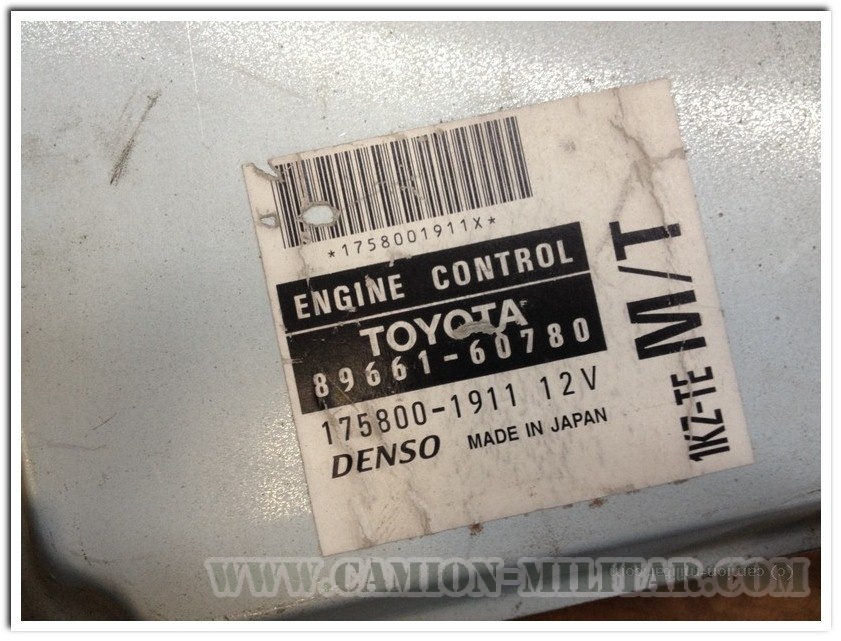 *1758001911X*
ENGINE CONTROL
TOYOTA
89661-60780
175800-1911 12V
DENSO MADE IN JAPAN
M/T
1KZ-TE
WWW.CAMION-MILITAR.COM